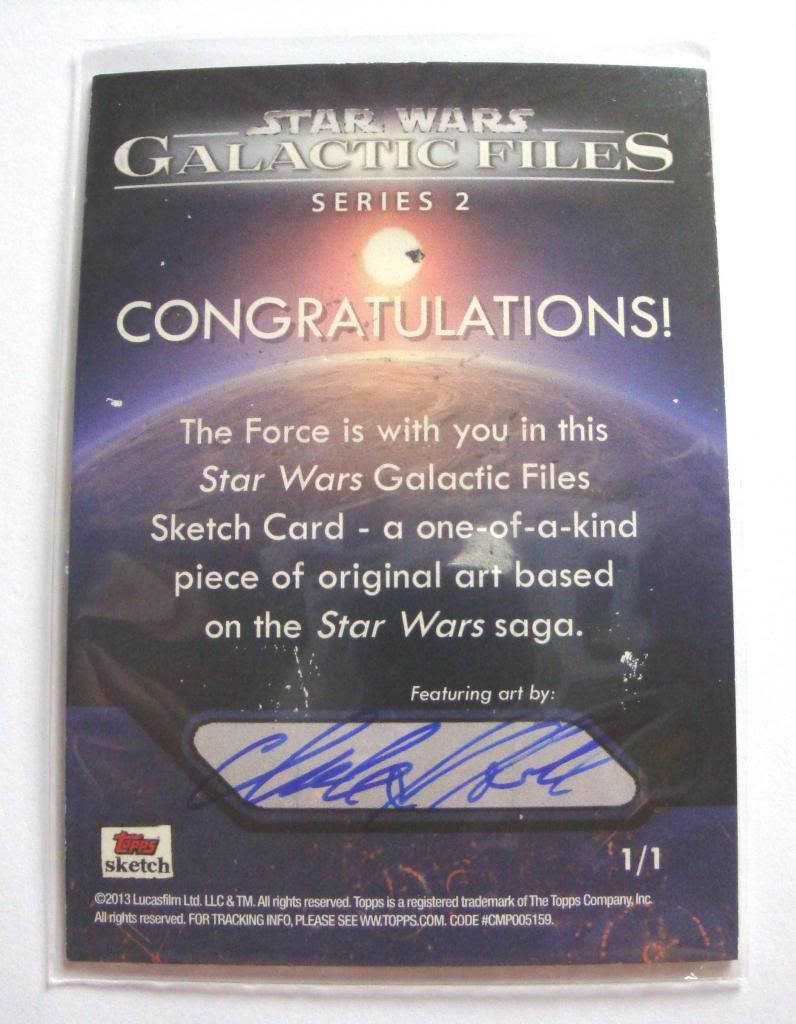 STAR WARS
GALACTIC FILES
SERIES 2
CONGRATULATIONS!
The Force is with you in this
Star Wars Galactic Files
Sketch Card - a one-of-a-kind
piece of original art based
on the Star Wars saga.
Featuring art by:
1/1
Topps
sketch
©2013 Lucasfilm Ltd. LLC & TM. All rights reserved. Topps is a registered trademark of The Topps Company, Inc.
All rights reserved. FOR TRACKING INFO, PLEASE SEE WW.TOPPS.COM. CODE #CMP005159.